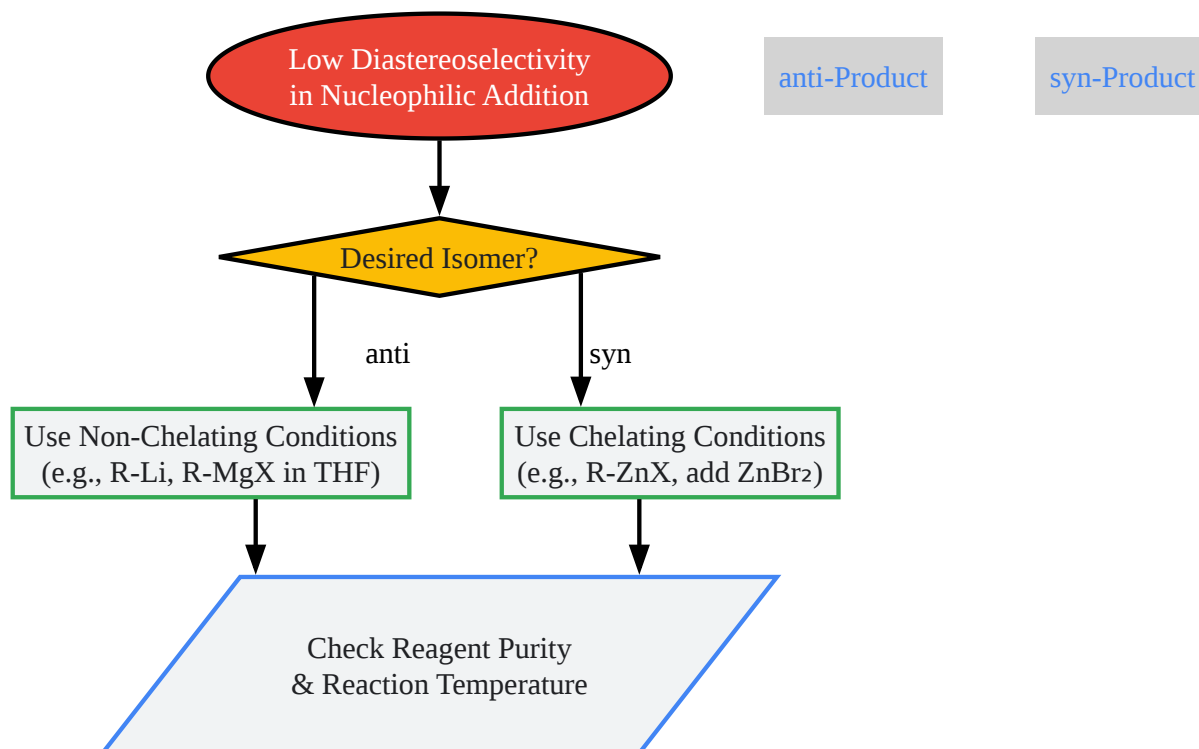 Low Diastereoselectivity
in Nucleophilic Addition
anti-Product
syn-Product
Desired Isomer?
anti
syn
Use Non-Chelating Conditions
(e.g., R-Li, R-MgX in THF)
Use Chelating Conditions
(e.g., R-ZnX, add ZnBr₂)
Check Reagent Purity
& Reaction Temperature